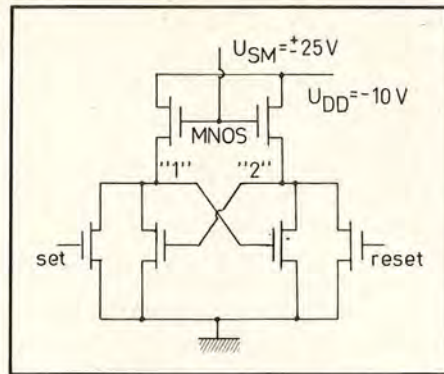 U_SM=±25V
U_DD=-10V
MNOS
"1" "2"
set reset